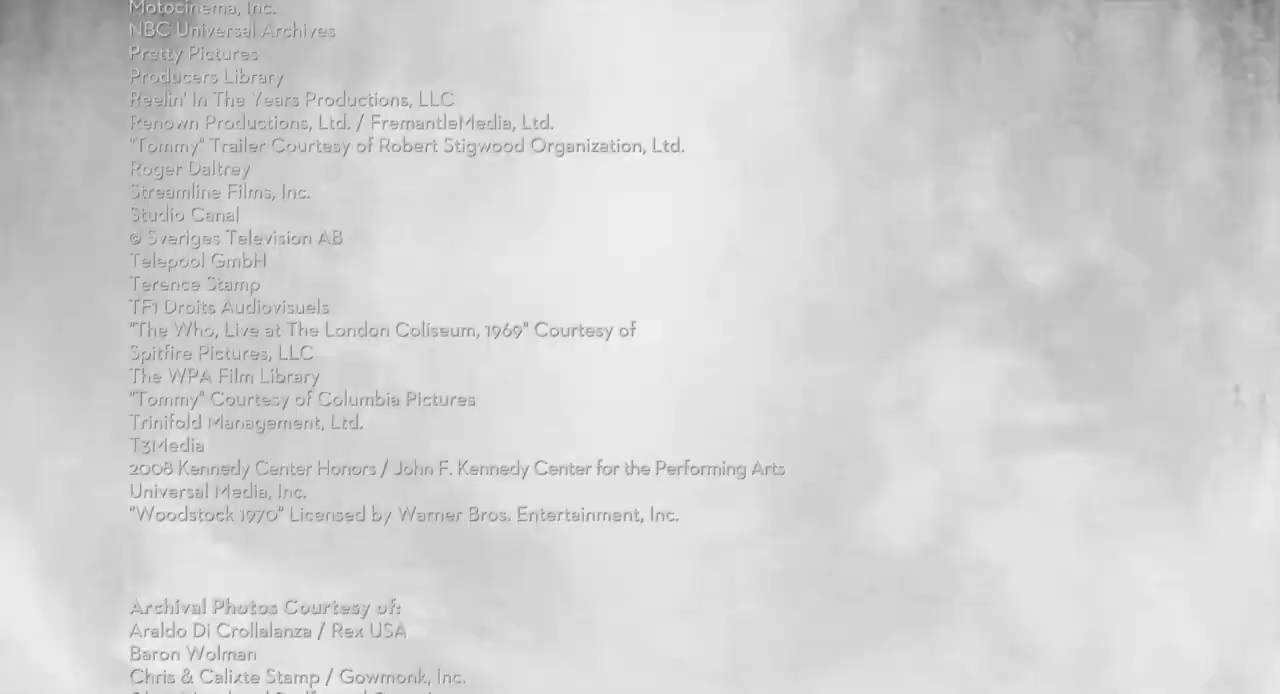 Motocinema, Inc.
NBC Universal Archives
Pretty Pictures
Producers Library
Reelin' In The Years Productions, LLC
Renown Productions, Ltd. / FremantleMedia, Ltd.
"Tommy" Trailer Courtesy of Robert Stigwood Organization, Ltd.
Roger Daltrey
Streamline Films, Inc.
Studio Canal
© Sveriges Television AB
Telepool GmbH
Terence Stamp
TF1 Droits Audiovisuels
"The Who, Live at The London Coliseum, 1969" Courtesy of
Spitfire Pictures, LLC
The WPA Film Library
"Tommy" Courtesy of Columbia Pictures
Trinifold Management, Ltd.
T3Media
2008 Kennedy Center Honors / John F. Kennedy Center for the Performing Arts
Universal Media, Inc.
"Woodstock 1970" Licensed by Warner Bros. Entertainment, Inc.
Archival Photos Courtesy of:
Araldo Di Crollalanza / Rex USA
Baron Wolman
Chris & Calixte Stamp / Gowmonk, Inc.